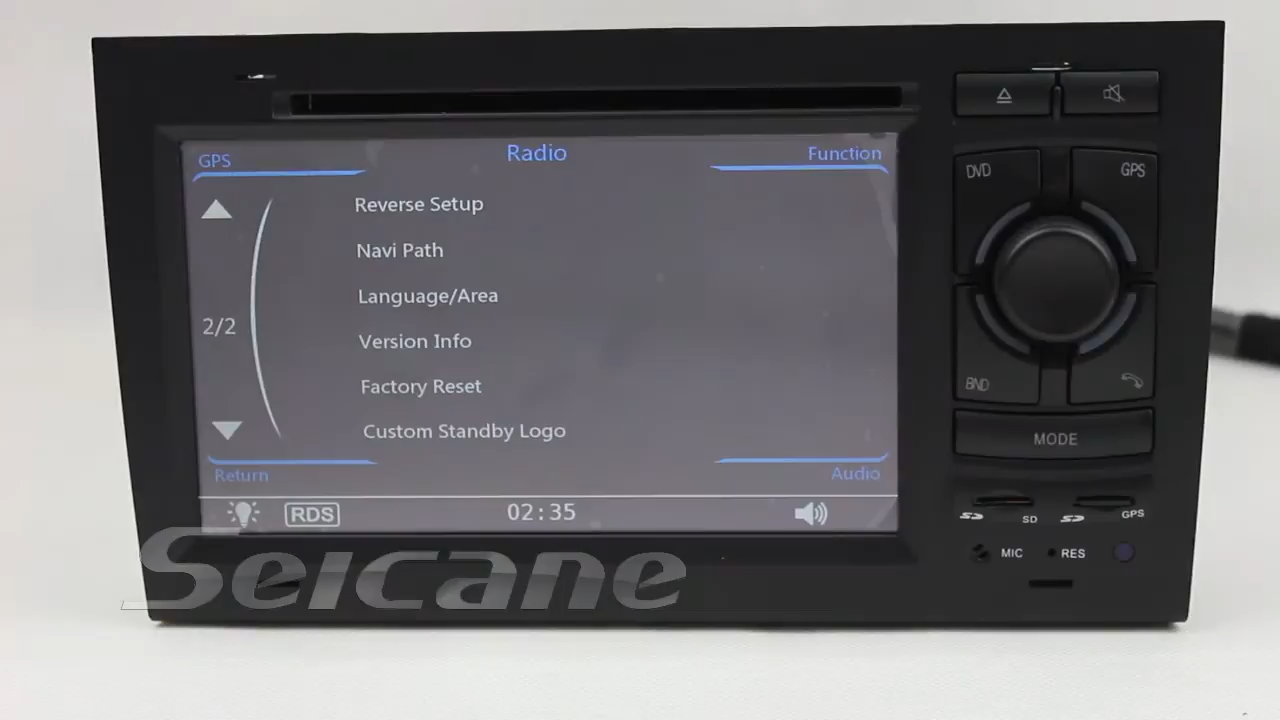 GPS Radio Function
Reverse Setup
Navi Path
Language/Area
2/2
Version Info
Factory Reset
Custom Standby Logo
Return Audio
RDS 02:35
DVD GPS
BND
MODE
SD GPS
MIC RES
Seicane